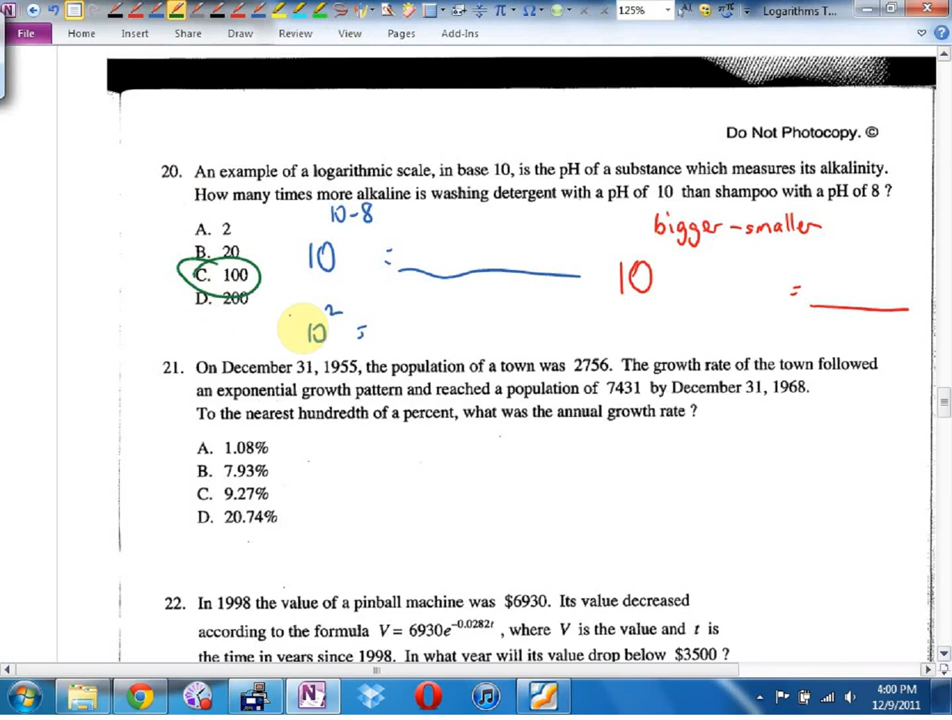 125%
Logarithms T...
File Home Insert Share Draw Review View Pages Add-Ins
Do Not Photocopy. ©
20. An example of a logarithmic scale, in base 10, is the pH of a substance which measures its alkalinity.
How many times more alkaline is washing detergent with a pH of 10 than shampoo with a pH of 8 ?
10-8
bigger - smaller
A. 2
B. 20
10 =
C. 100
10 =
D. 200
10² =
21. On December 31, 1955, the population of a town was 2756. The growth rate of the town followed
an exponential growth pattern and reached a population of 7431 by December 31, 1968.
To the nearest hundredth of a percent, what was the annual growth rate ?
A. 1.08%
B. 7.93%
C. 9.27%
D. 20.74%
22. In 1998 the value of a pinball machine was $6930. Its value decreased
according to the formula V = 6930e^-0.0282t , where V is the value and t is
the time in years since 1998. In what year will its value drop below $3500 ?
4:00 PM
12/9/2011